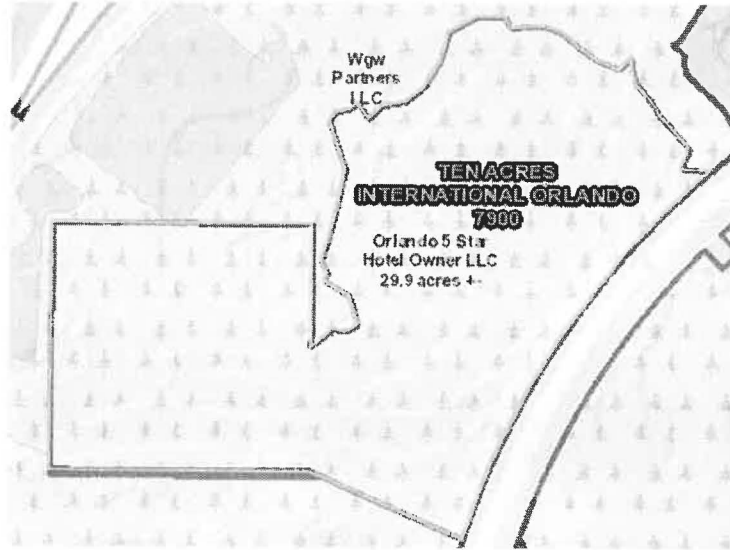 Wgw
Partners
LLC
TEN ACRES
INTERNATIONAL ORLANDO
7900
Orlando 5 Star
Hotel Owner LLC
29.9 acres +-